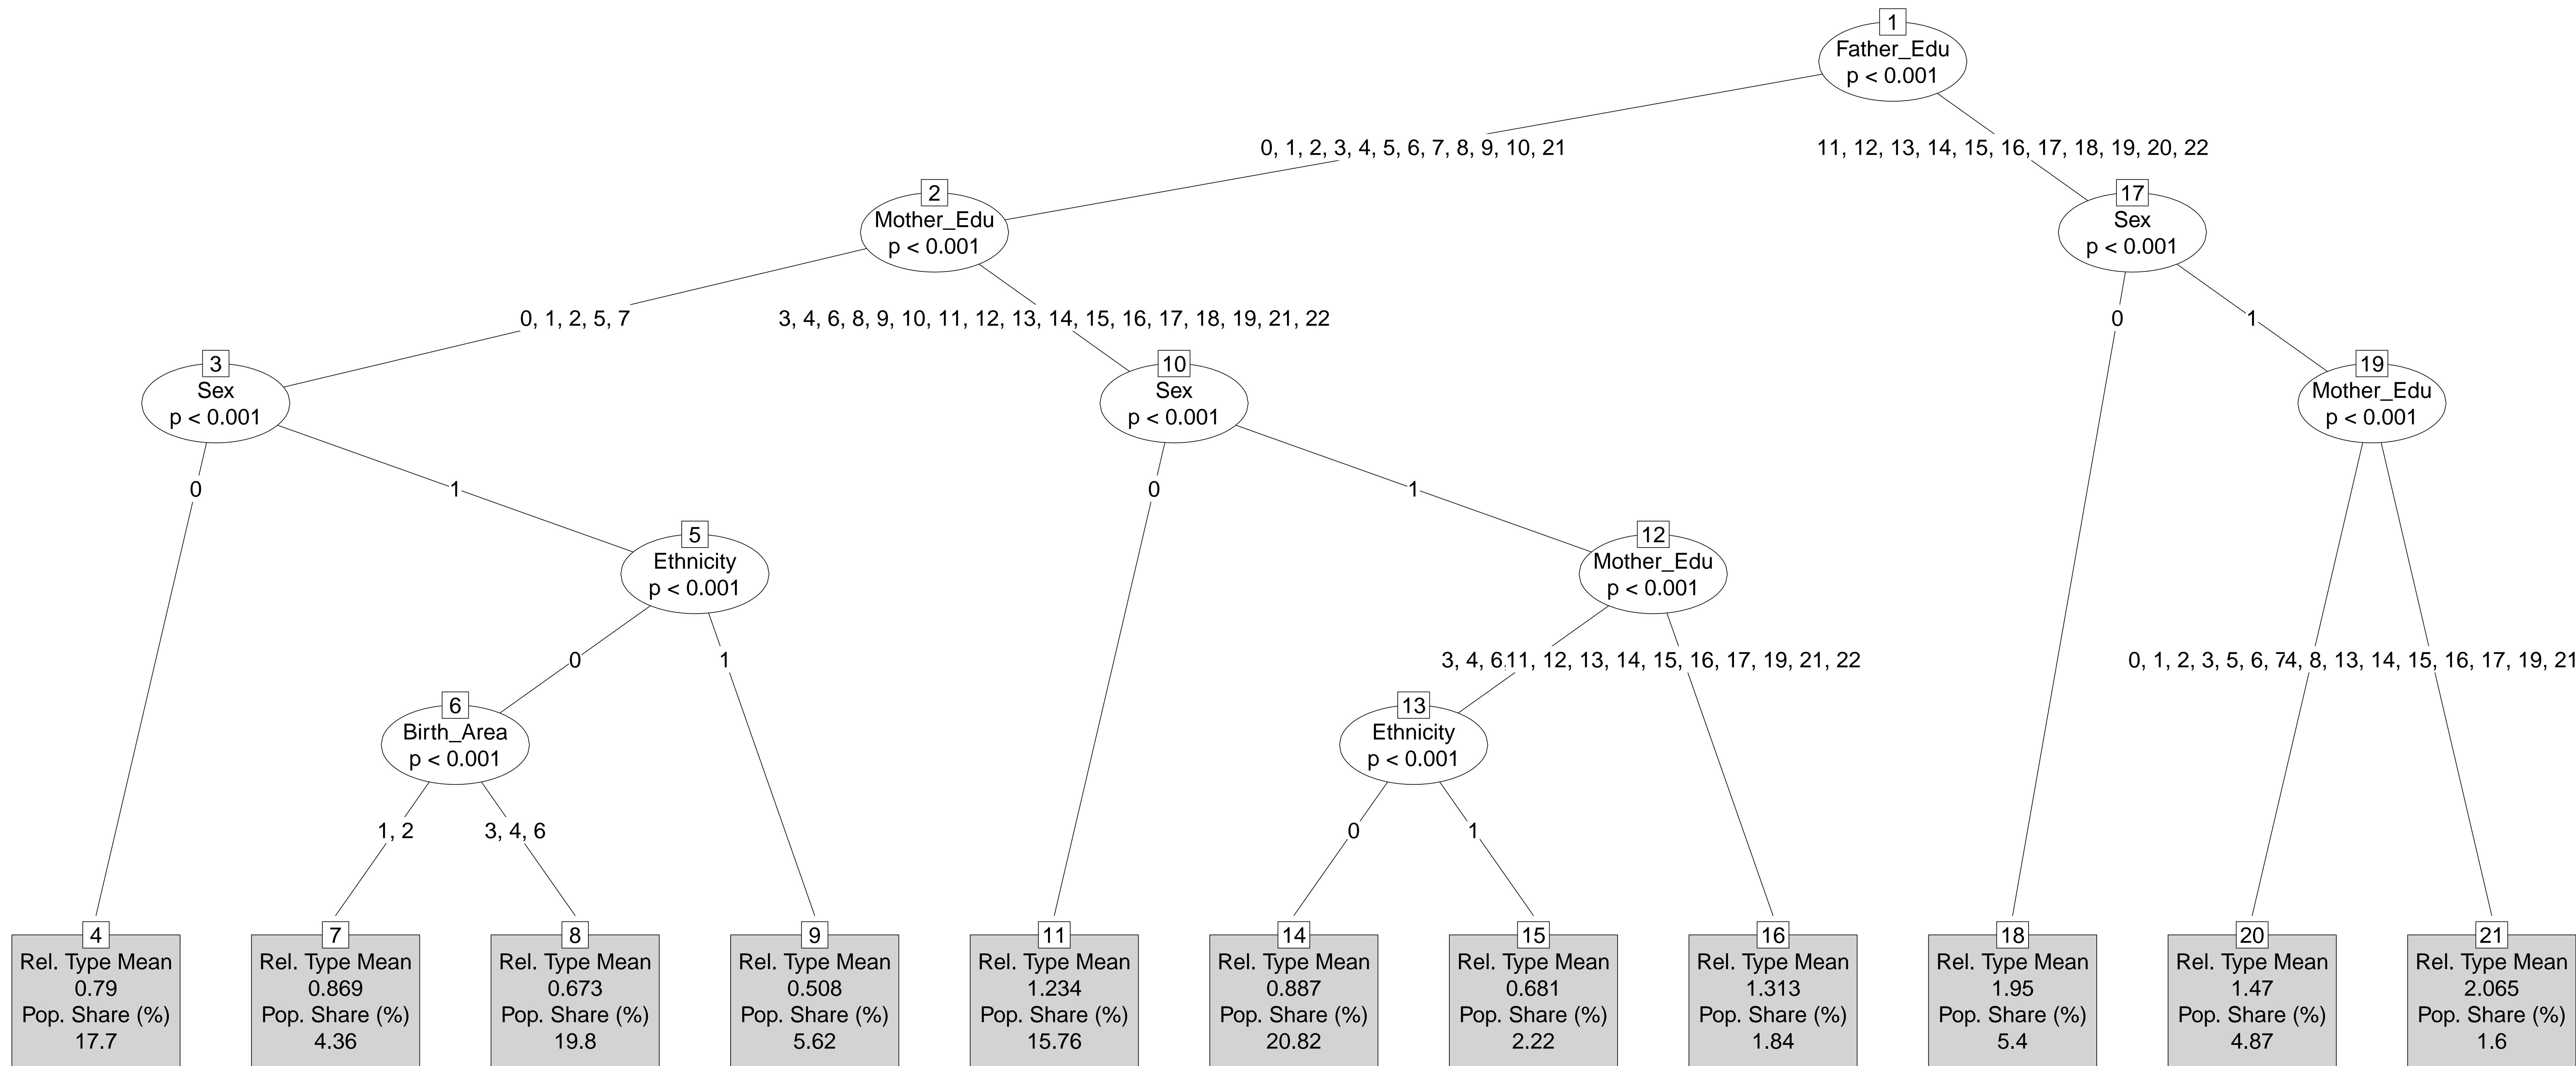 1
Father_Edu
p < 0.001
0, 1, 2, 3, 4, 5, 6, 7, 8, 9, 10, 21
11, 12, 13, 14, 15, 16, 17, 18, 19, 20, 22
2
Mother_Edu
p < 0.001
17
Sex
p < 0.001
0, 1, 2, 5, 7
3, 4, 6, 8, 9, 10, 11, 12, 13, 14, 15, 16, 17, 18, 19, 21, 22
0
1
3
Sex
p < 0.001
10
Sex
p < 0.001
19
Mother_Edu
p < 0.001
0
1
0
1
5
Ethnicity
p < 0.001
12
Mother_Edu
p < 0.001
0
1
3, 4, 6
11, 12, 13, 14, 15, 16, 17, 19, 21, 22
0, 1, 2, 3, 5, 6, 7
4, 8, 13, 14, 15, 16, 17, 19, 21
6
Birth_Area
p < 0.001
13
Ethnicity
p < 0.001
1, 2
3, 4, 6
0
1
4
Rel. Type Mean
0.79
Pop. Share (%)
17.7
7
Rel. Type Mean
0.869
Pop. Share (%)
4.36
8
Rel. Type Mean
0.673
Pop. Share (%)
19.8
9
Rel. Type Mean
0.508
Pop. Share (%)
5.62
11
Rel. Type Mean
1.234
Pop. Share (%)
15.76
14
Rel. Type Mean
0.887
Pop. Share (%)
20.82
15
Rel. Type Mean
0.681
Pop. Share (%)
2.22
16
Rel. Type Mean
1.313
Pop. Share (%)
1.84
18
Rel. Type Mean
1.95
Pop. Share (%)
5.4
20
Rel. Type Mean
1.47
Pop. Share (%)
4.87
21
Rel. Type Mean
2.065
Pop. Share (%)
1.6